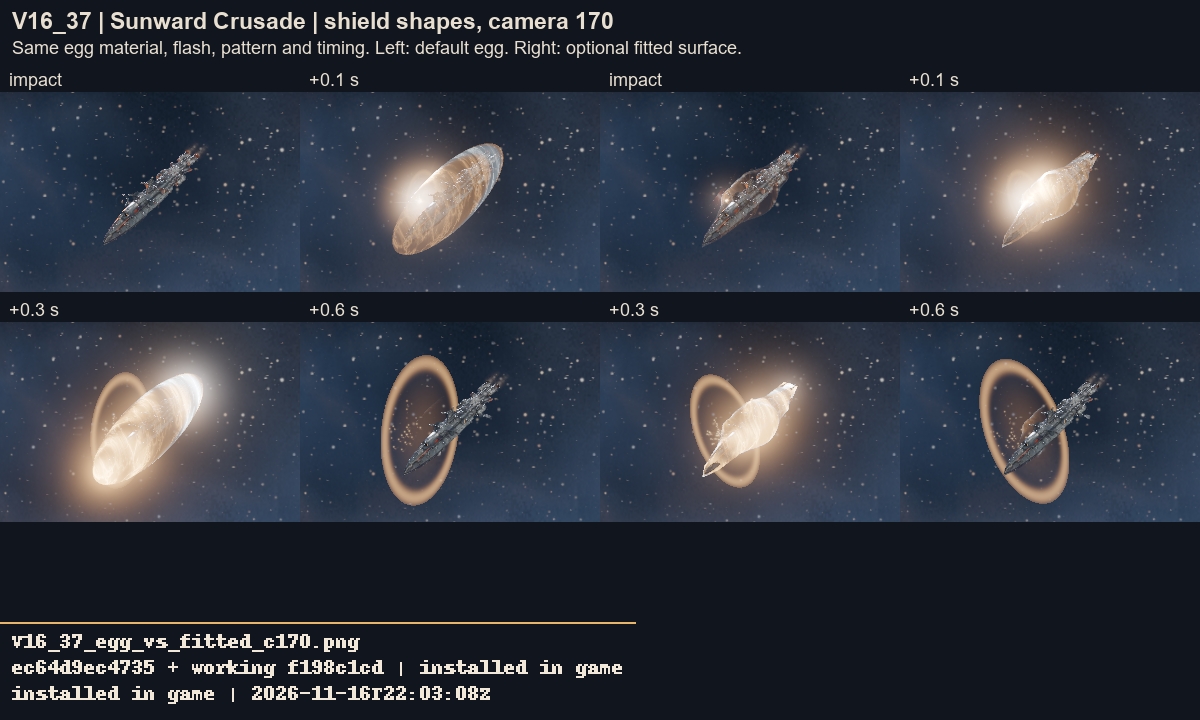 V16_37 | Sunward Crusade | shield shapes, camera 170
Same egg material, flash, pattern and timing. Left: default egg. Right: optional fitted surface.
impact +0.1 s impact +0.1 s
+0.3 s +0.6 s +0.3 s +0.6 s
V16_37_egg_vs_fitted_c170.png
ec64d9ec4735 + working f198c1cd | installed in game
installed in game | 2026-11-16T22:03:08Z